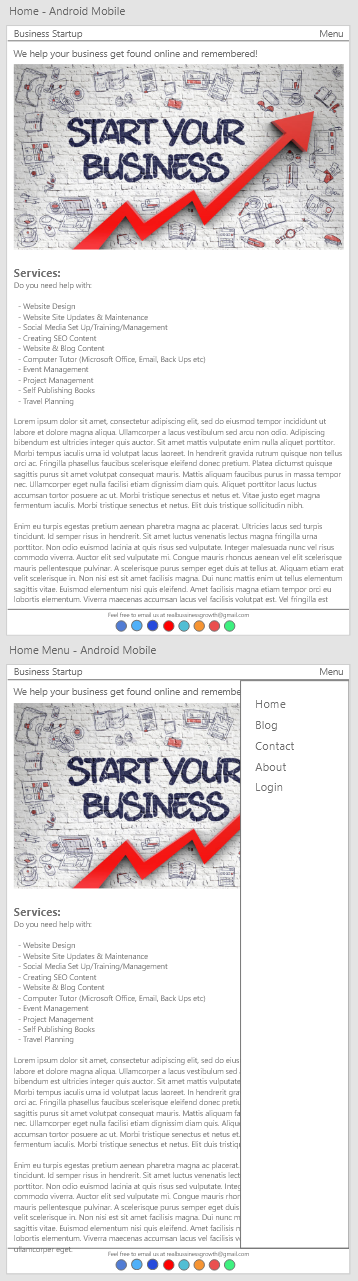 Home - Android Mobile
Business Startup Menu
We help your business get found online and remembered!
START YOUR
BUSINESS
Services:
Do you need help with:
- Website Design
- Website Site Updates & Maintenance
- Social Media Set Up/Training/Management
- Creating SEO Content
- Website & Blog Content
- Computer Tutor (Microsoft Office, Email, Back Ups etc)
- Event Management
- Project Management
- Self Publishing Books
- Travel Planning
Lorem ipsum dolor sit amet, consectetur adipiscing elit, sed do eiusmod tempor incididunt ut
labore et dolore magna aliqua. Ullamcorper a lacus vestibulum sed arcu non odio. Adipiscing
bibendum est ultricies integer quis auctor. Sit amet mattis vulputate enim nulla aliquet porttitor.
Morbi tempus iaculis urna id volutpat lacus laoreet. In hendrerit gravida rutrum quisque non tellus
orci ac. Fringilla phasellus faucibus scelerisque eleifend donec pretium. Platea dictumst quisque
sagittis purus sit amet volutpat consequat mauris. Mattis aliquam faucibus purus in massa tempor
nec. Ullamcorper eget nulla facilisi etiam dignissim diam quis. Aliquet porttitor lacus luctus
accumsan tortor posuere ac ut. Morbi tristique senectus et netus et. Vitae justo eget magna
fermentum iaculis. Morbi tristique senectus et netus et. Morbi tristique sollicitudin nibh.
Enim eu turpis egestas pretium aenean pharetra magna ac placerat. Ultricies lacus sed turpis
tincidunt. Id semper risus in hendrerit. Sit amet luctus venenatis lectus magna fringilla urna
porttitor. Non odio euismod lacinia at quis risus sed vulputate. Integer malesuada nunc vel risus
commodo viverra. Auctor elit sed vulputate mi. Congue mauris rhoncus aenean vel elit scelerisque
mauris pellentesque pulvinar. A scelerisque purus semper eget duis at tellus at. Aliquam etiam erat
velit scelerisque in. Non nisi est sit amet facilisis magna. Dui nunc mattis enim ut tellus elementum
sagittis vitae. Euismod elementum nisi quis eleifend. Amet facilisis magna etiam tempor orci eu
lobortis elementum. Viverra maecenas accumsan lacus vel facilisis volutpat est. Vel fringilla est
Feel free to email us at realbusinessgrowth@gmail.com
Home Menu - Android Mobile
Business Startup Menu
We help your business get found online and remembe
Home
Blog
Contact
About
Login
START YOUR
BUSINESS
Services:
Do you need help with:
- Website Design
- Website Site Updates & Maintenance
- Social Media Set Up/Training/Management
- Creating SEO Content
- Website & Blog Content
- Computer Tutor (Microsoft Office, Email, Back Ups etc)
- Event Management
- Project Management
- Self Publishing Books
- Travel Planning
Lorem ipsum dolor sit amet, consectetur adipiscing elit, sed do eius
labore et dolore magna aliqua. Ullamcorper a lacus vestibulum sed
bibendum est ultricies integer quis auctor. Sit amet mattis vulputate
Morbi tempus iaculis urna id volutpat lacus laoreet. In hendrerit gra
orci ac. Fringilla phasellus faucibus scelerisque eleifend donec pretiu
sagittis purus sit amet volutpat consequat mauris. Mattis aliquam fa
nec. Ullamcorper eget nulla facilisi etiam dignissim diam quis. Alique
accumsan tortor posuere ac ut. Morbi tristique senectus et netus et.
fermentum iaculis. Morbi tristique senectus et netus et. Morbi tristiq
Enim eu turpis egestas pretium aenean pharetra magna ac placerat.
tincidunt. Id semper risus in hendrerit. Sit amet luctus venenatis lect
porttitor. Non odio euismod lacinia at quis risus sed vulputate. Integ
commodo viverra. Auctor elit sed vulputate mi. Congue mauris rhor
mauris pellentesque pulvinar. A scelerisque purus semper eget duis
velit scelerisque in. Non nisi est sit amet facilisis magna. Dui nunc m
sagittis vitae. Euismod elementum nisi quis eleifend. Amet facilisis m
lobortis elementum. Viverra maecenas accumsan lacus vel facilisis vo
ullamcorper eget.
Feel free to email us at realbusinessgrowth@gmail.com